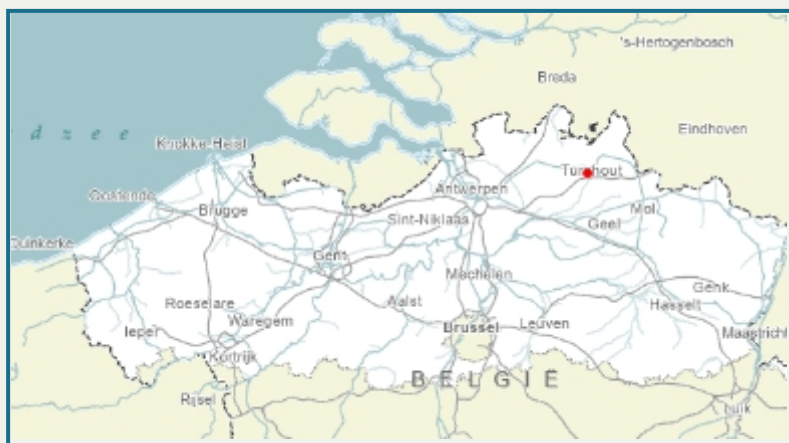 's-Hertogenbosch
Breda
Eindhoven
d z e e
Knokke-Heist
Turnhout
Oostende
Antwerpen
Brugge
Sint-Niklaas
Mol
Geel
Duinkerke
Gent
Mechelen
Genk
Roeselare
Aalst
Hasselt
Ieper
Waregem
Brussel
Leuven
Maastricht
Kortrijk
BELGIË
Rijsel
Luik